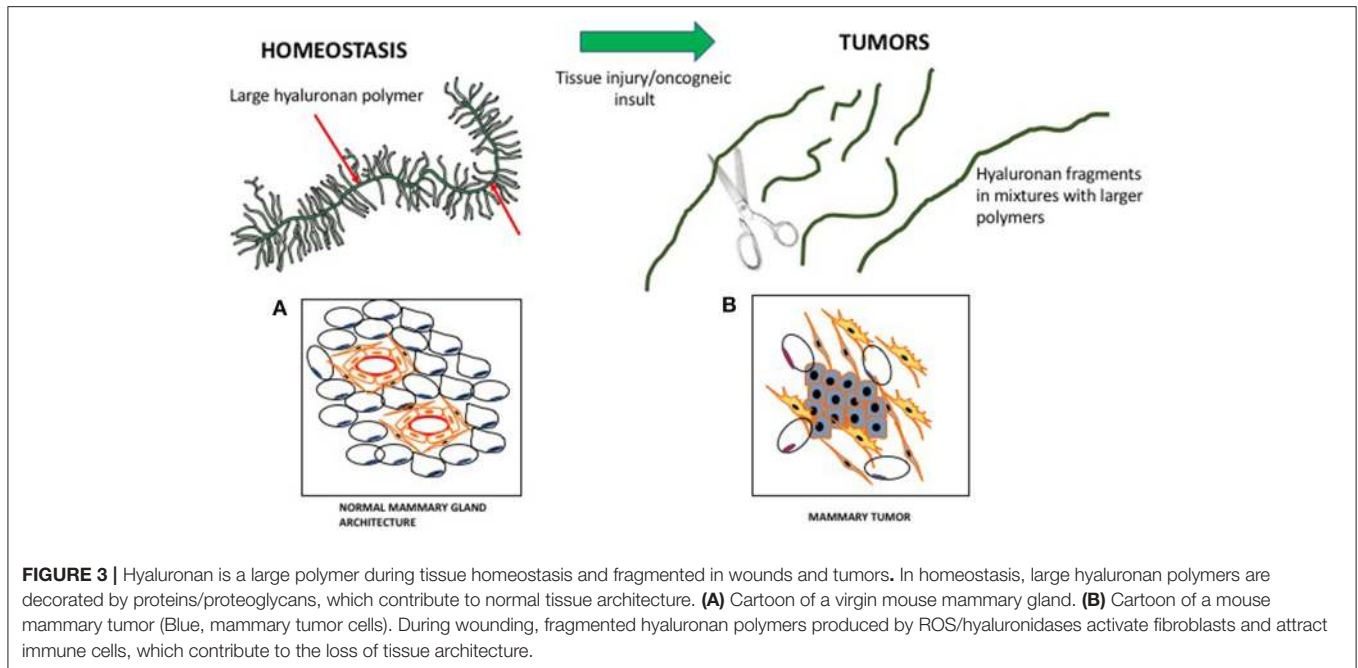 HOMEOSTASIS
Large hyaluronan polymer
Tissue injury/oncogneic
insult
TUMORS
Hyaluronan fragments
in mixtures with larger
polymers
A
NORMAL MAMMARY GLAND
ARCHITECTURE
B
MAMMARY TUMOR
FIGURE 3 | Hyaluronan is a large polymer during tissue homeostasis and fragmented in wounds and tumors. In homeostasis, large hyaluronan polymers are
decorated by proteins/proteoglycans, which contribute to normal tissue architecture. (A) Cartoon of a virgin mouse mammary gland. (B) Cartoon of a mouse
mammary tumor (Blue, mammary tumor cells). During wounding, fragmented hyaluronan polymers produced by ROS/hyaluronidases activate fibroblasts and attract
immune cells, which contribute to the loss of tissue architecture.